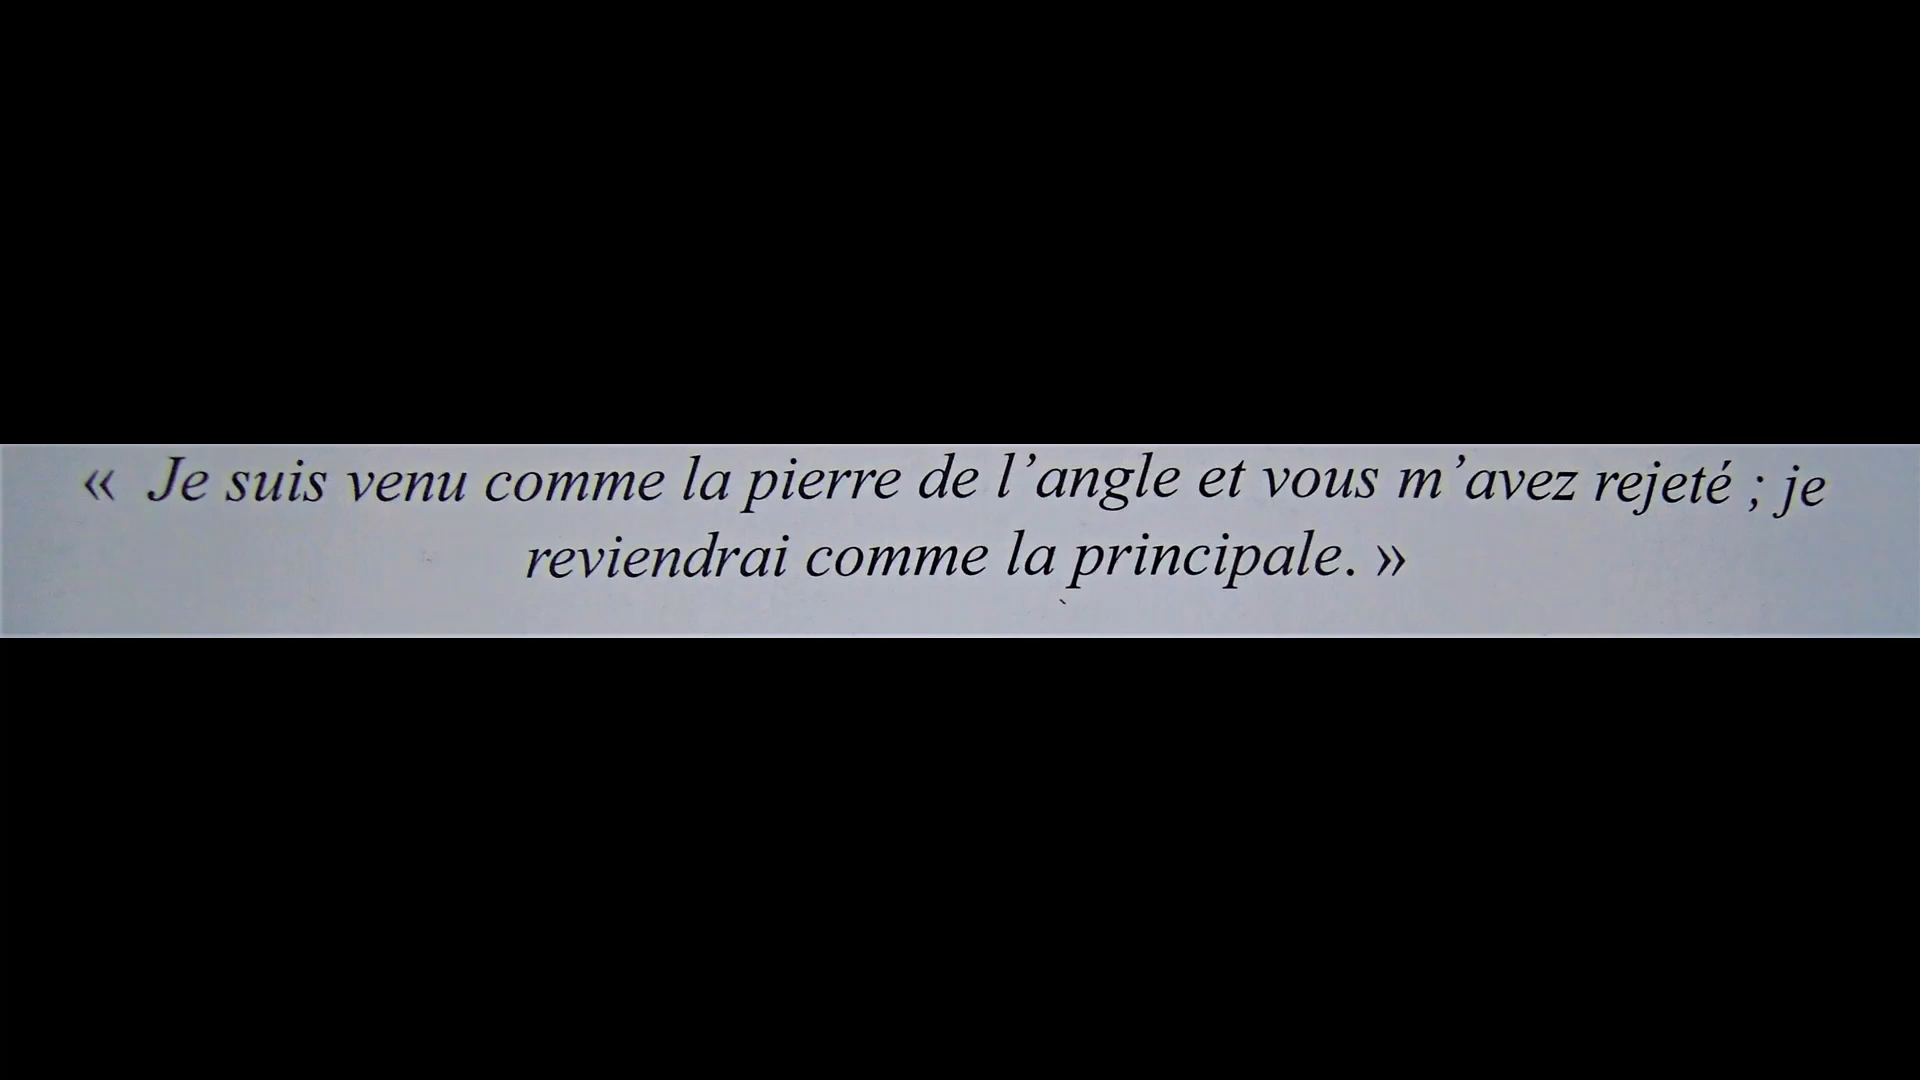 «  Je suis venu comme la pierre de l’angle et vous m’avez rejeté ; je
reviendrai comme la principale. »